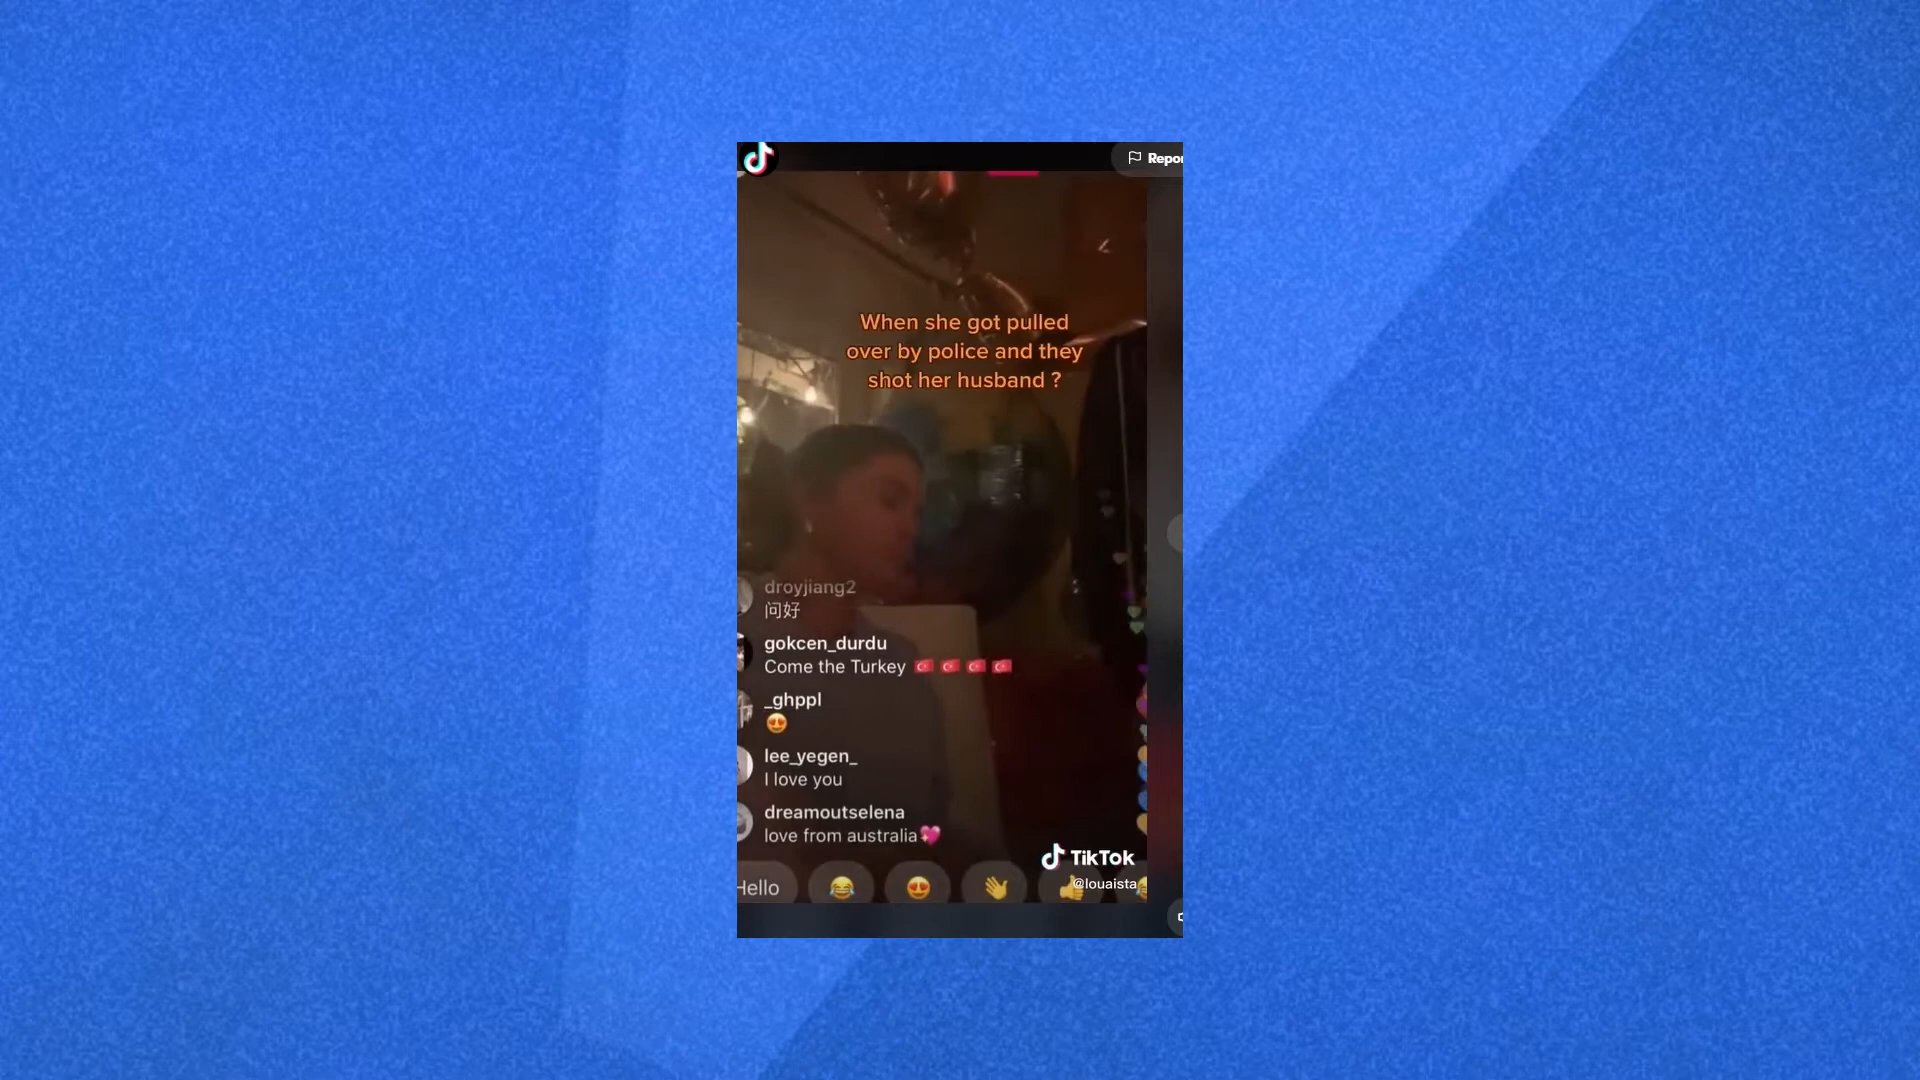 Repor
When she got pulled
over by police and they
shot her husband ?
droyjiang2
问好
gokcen_durdu
Come the Turkey 🇹🇷 🇹🇷 🇹🇷 🇹🇷
_ghppl
😍
lee_yegen_
I love you
dreamoutselena
love from australia💖
TikTok
Hello 😂 😍 👋 👍 😂
@louaista